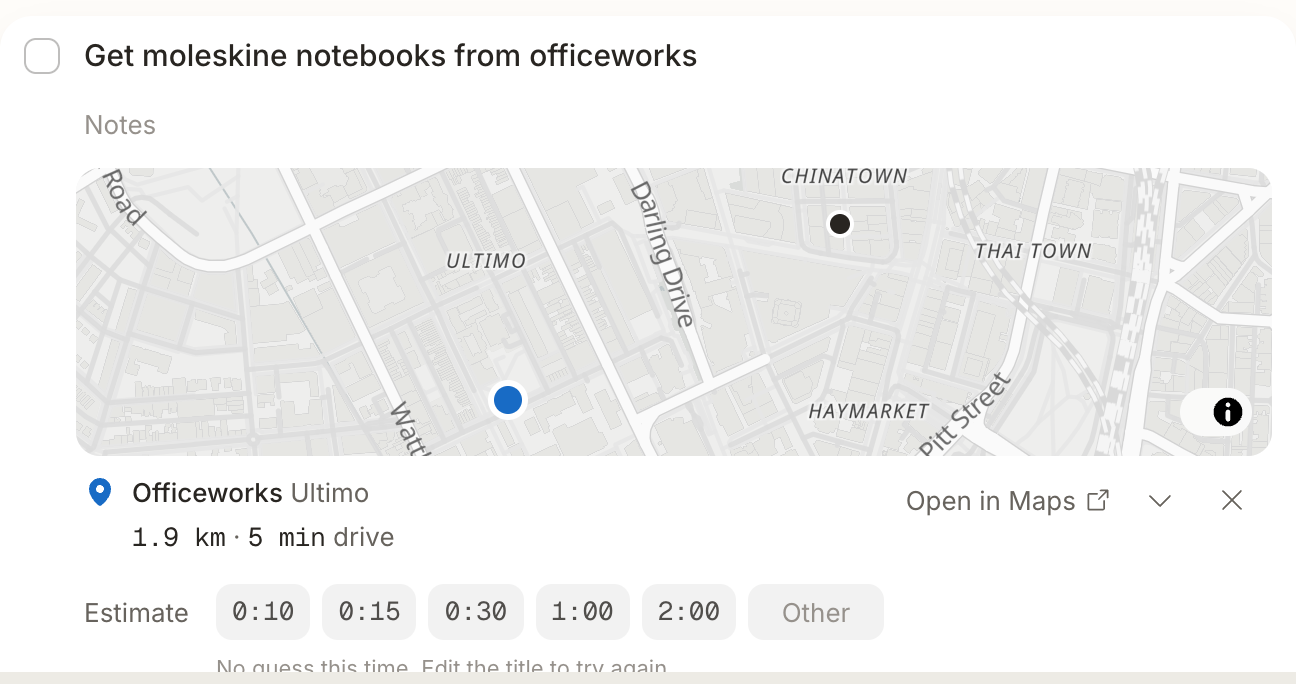 Get moleskine notebooks from officeworks
Notes
Road
CHINATOWN
Darling Drive
ULTIMO
THAI TOWN
HAYMARKET
Pitt Street
Officeworks Ultimo
Open in Maps
1.9 km · 5 min drive
Estimate 0:10 0:15 0:30 1:00 2:00 Other
No guess this time. Edit the title to try again.